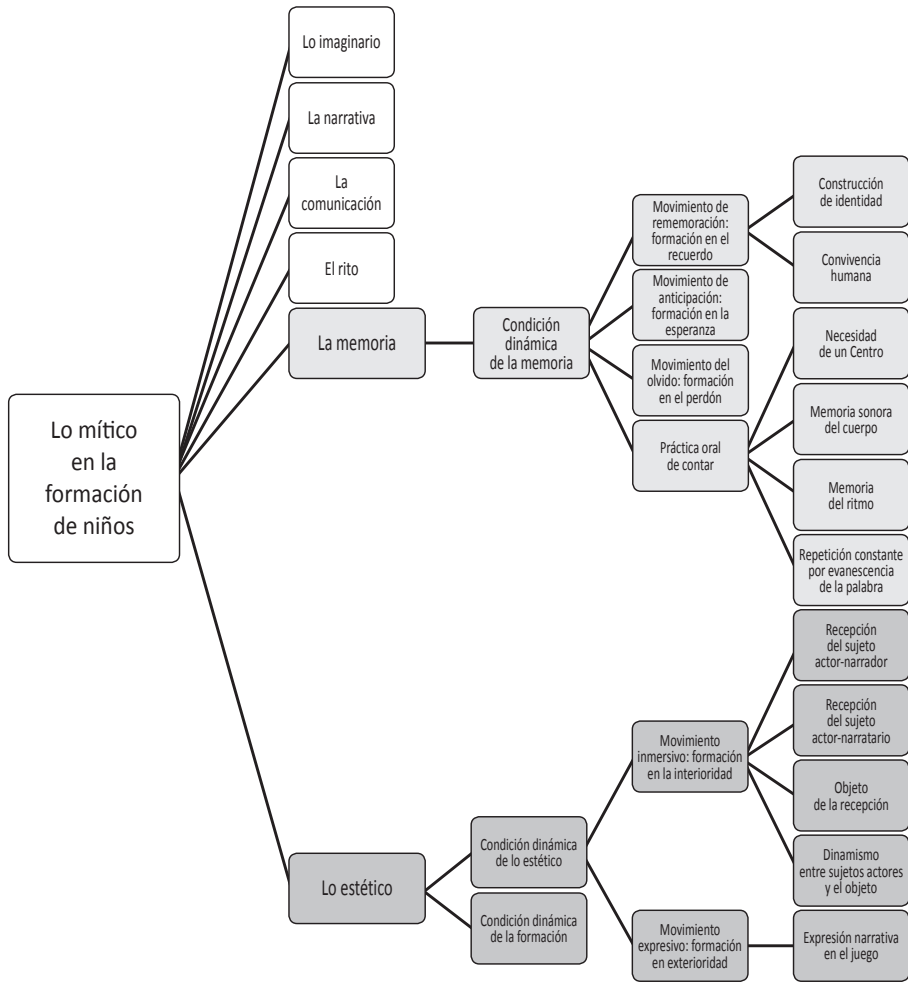 Lo imaginario
La narrativa
La
comunicación
El rito
La memoria
Lo mítico
en la
formación
de niños
Lo estético
Condición
dinámica
de la memoria
Condición dinámica
de lo estético
Condición dinámica
de la formación
Movimiento de
rememoración:
formación en el
recuerdo
Movimiento de
anticipación:
formación en la
esperanza
Movimiento del
olvido: formación
en el perdón
Práctica oral
de contar
Movimiento
inmersivo: formación
en la interioridad
Movimiento
expresivo: formación
en exterioridad
Construcción
de identidad
Convivencia
humana
Necesidad
de un Centro
Memoria sonora
del cuerpo
Memoria
del ritmo
Repetición constante
por evanescencia
de la palabra
Recepción
del sujeto
actor-narrador
Recepción
del sujeto
actor-narratario
Objeto
de la recepción
Dinamismo
entre sujetos actores
y el objeto
Expresión narrativa
en el juego